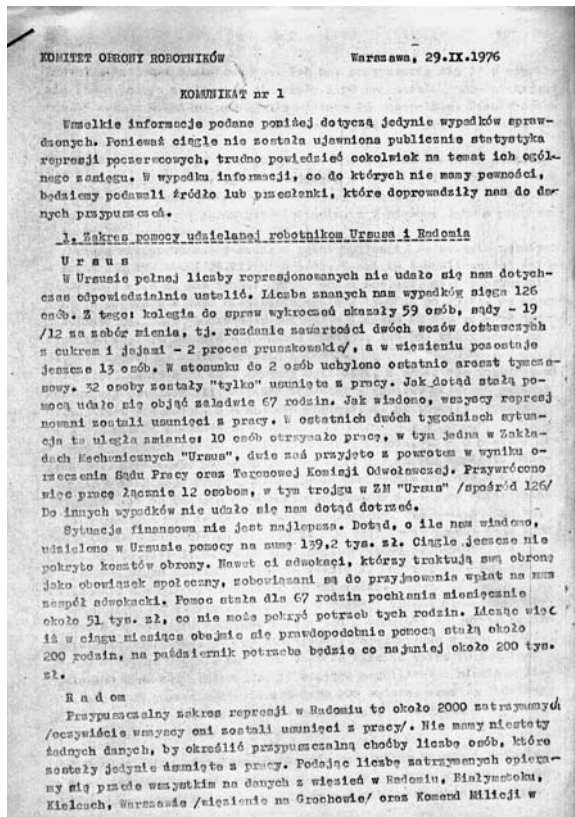 KOMITET OBRONY ROBOTNIKÓW Warszawa, 29.IX.1976
KOMUNIKAT nr 1
Wszelkie informacje podane poniżej dotyczą jedynie wypadków spraw-
dzonych. Ponieważ ciągle nie została ujawniona publicznie statystyka
represji poczerwcowych, trudno powiedzieć cokolwiek na temat ich ogól-
nego zasięgu. W wypadku informacji, co do których nie mamy pewności,
będziemy podawali źródło lub przesłanki, które doprowadziły nas do da-
nych przypuszczeń.
1. Zakres pomocy udzielanej robotnikom Ursusa i Radomia
U r s u s
W Ursusie pełnej liczby represjonowanych nie udało się nam dotych-
czas odpowiedzialnie ustalić. Liczba znanych nam wypadków sięga 126
osób. Z tego: kolegia do spraw wykroczeń skazały 59 osób, sądy - 19
/12 za zabór mienia, tj. rozdanie zawartości dwóch wozów dostawczych
z cukrem i jajami - 2 proces pruszkowski/, a w więzieniu pozostaje
jeszcze 13 osób. W stosunku do 2 osób uchylono ostatnio areszt tymcza-
sowy. 32 osoby zostały "tylko" usunięte z pracy. Jak dotąd stałą po-
mocą udało się objąć zaledwie 67 rodzin. Jak wiadomo, wszyscy represj
nowani zostali usunięci z pracy. W ostatnich dwóch tygodniach sytua-
cja ta uległa zmianie: 10 osób otrzymało pracę, w tym jedna w Zakła-
dach Mechanicznych "Ursus", dwie zaś przyjęto z powrotem w wyniku o-
rzeczenia Sądu Pracy oraz Terenowej Komisji Odwoławczej. Przywrócono
więc pracę łącznie 12 osobom, w tym trojgu w ZM "Ursus" /spośród 126/
Do innych wypadków nie udało się nam dotąd dotrzeć.
Sytuacja finansowa nie jest najlepsza. Dotąd, o ile nam wiadomo,
udzielono w Ursusie pomocy na sumę 139,2 tys. zł. Ciągle jeszcze nie
pokryto kosztów obrony. Nawet ci adwokaci, którzy traktują swą obronę
jako obowiązek społeczny, zobowiązani są do przyjmowania wpłat na
zespół adwokacki. Pomoc stała dla 67 rodzin pochłania miesięcznie
około 51 tys. zł, co nie może pokryć potrzeb tych rodzin. Licząc więc
iż w ciągu miesiąca obejmie się prawdopodobnie pomocą stałą około
200 rodzin, na październik potrzeba będzie co najmniej około 200 tys.
zł.
R a d o m
Przypuszczalny zakres represji w Radomiu to około 2000 zatrzymanych
/oczywiście wszyscy oni zostali usunięci z pracy/. Nie mamy niestety
żadnych danych, by określić przypuszczalną choćby liczbę osób, które
zostały jedynie usunięte z pracy. Podając liczbę zatrzymanych opiera-
my się przede wszystkim na danych z więzień w Radomiu, Białymstoku,
Kielcach, Warszawie /więzienie na Grochowie/ oraz Komend Milicji w